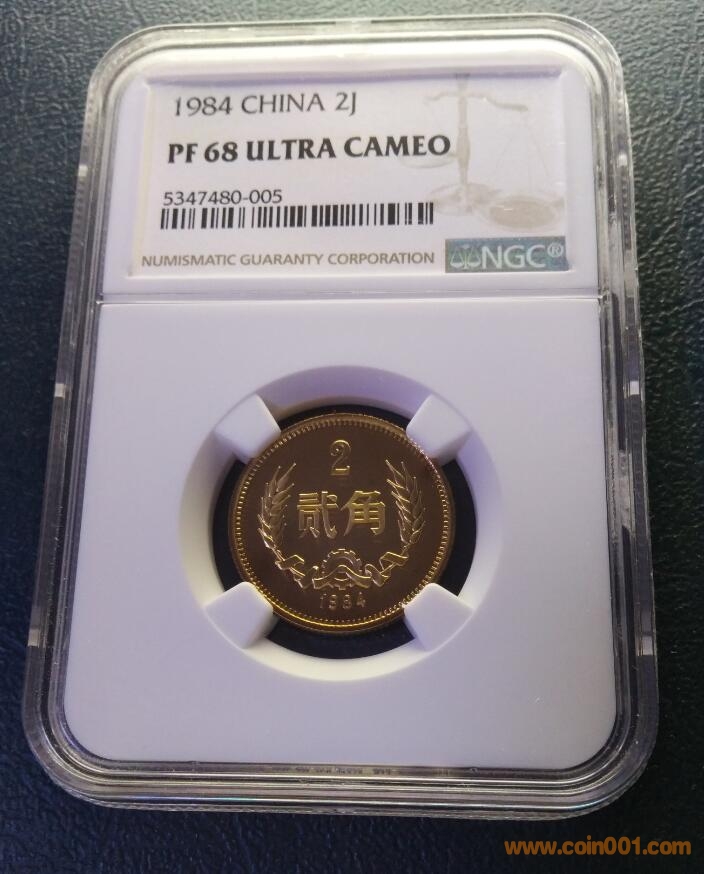 1984 CHINA 2J
PF 68 ULTRA CAMEO
5347480-005
NUMISMATIC GUARANTY CORPORATION
NGC®
2
贰角
1984
www.coin001.com